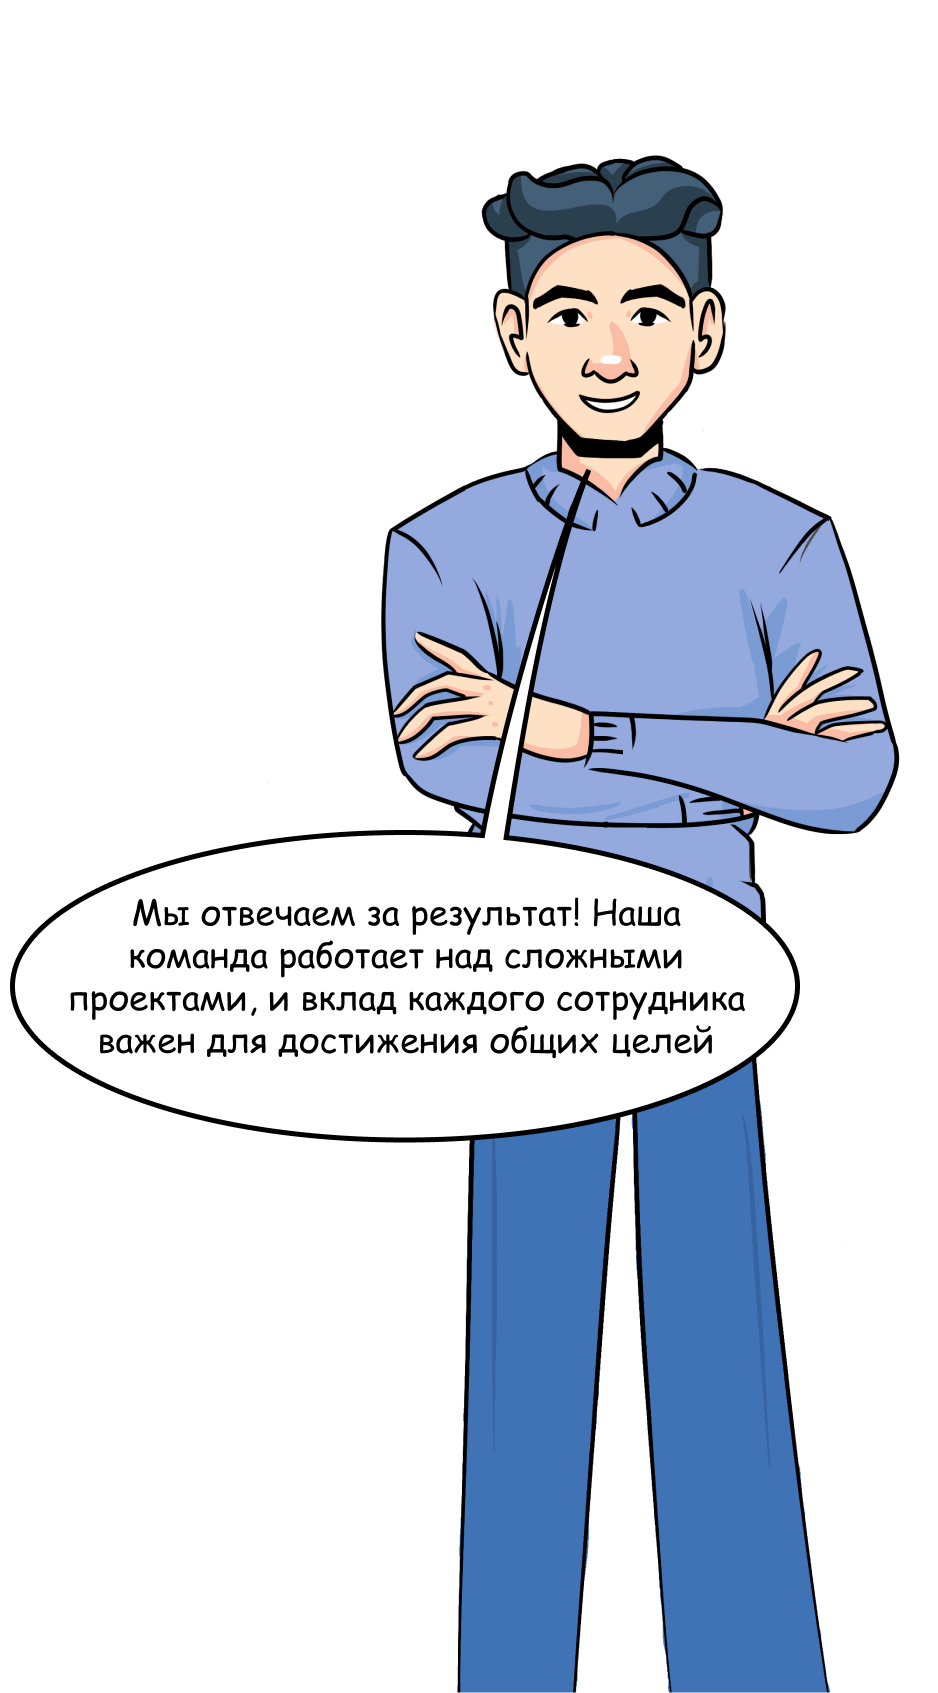 Мы отвечаем за результат! Наша
команда работает над сложными
проектами, и вклад каждого сотрудника
важен для достижения общих целей